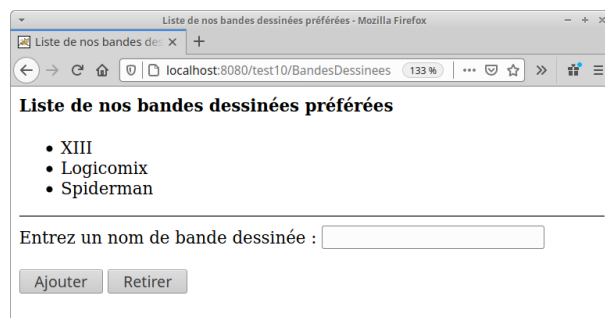 Liste de nos bandes dessinées préférées - Mozilla Firefox
Liste de nos bandes des
localhost:8080/test10/BandesDessinees 133 %
Liste de nos bandes dessinées préférées
XIII
Logicomix
Spiderman
Entrez un nom de bande dessinée :
Ajouter Retirer